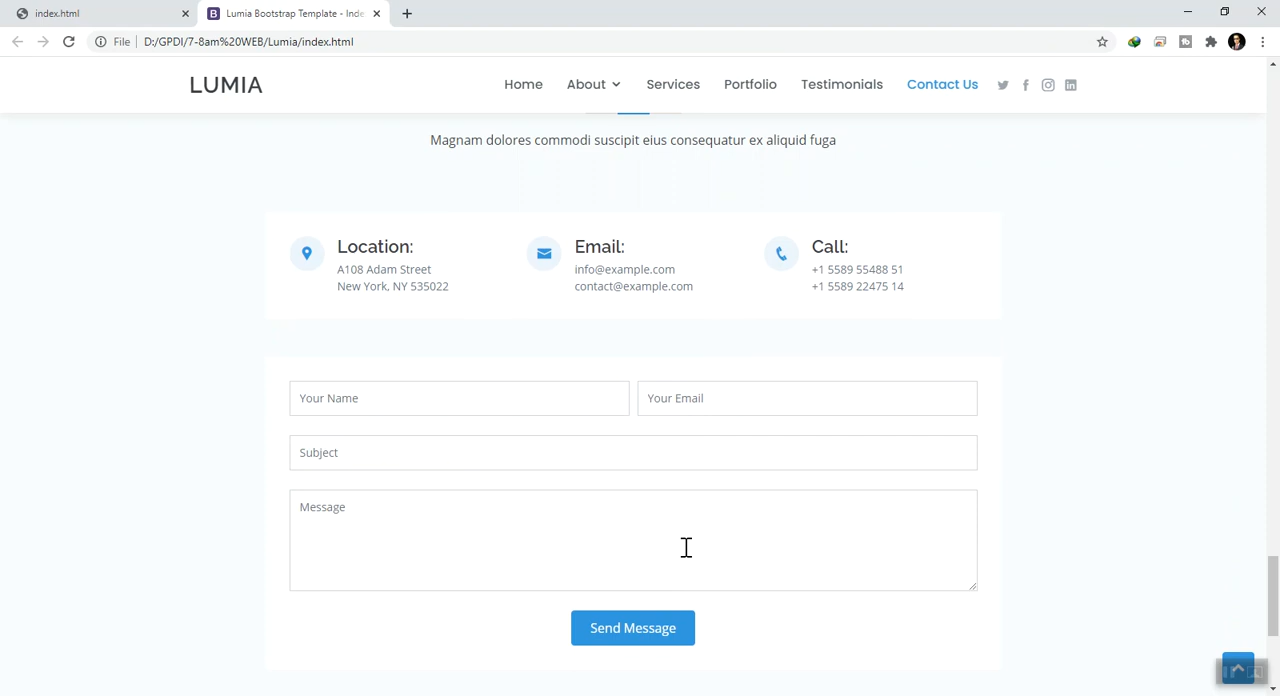 index.html
Lumia Bootstrap Template - Inde
File
D:/GPDI/7-8am%20WEB/Lumia/index.html
LUMIA
Home About Services Portfolio Testimonials Contact Us
Magnam dolores commodi suscipit eius consequatur ex aliquid fuga
Location:
A108 Adam Street
New York, NY 535022
Email:
info@example.com
contact@example.com
Call:
+1 5589 55488 51
+1 5589 22475 14
Your Name
Your Email
Subject
Message
Send Message